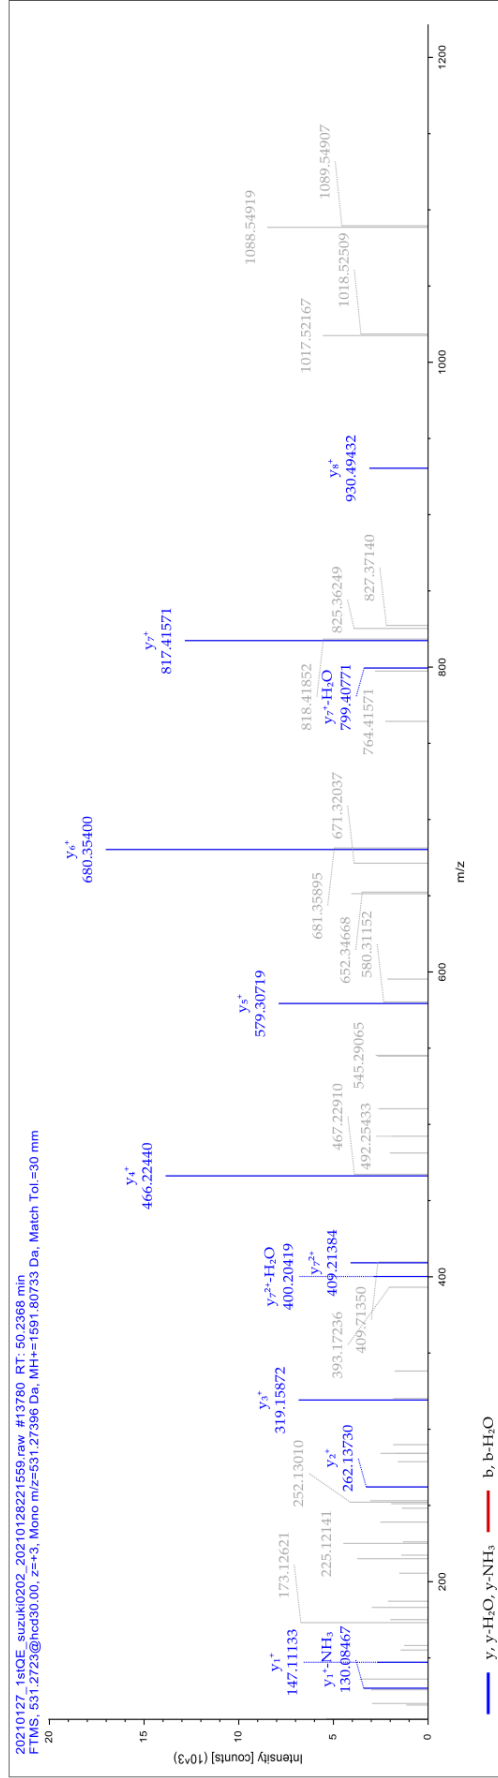 20210127_1stQE_suzuki0202_20210128221559.raw #13780 RT: 50.2368 min
FTMS, 531.2723@hcd30.00, z=+3, Mono m/z=531.27396 Da, MH+=1591.80733 Da, Match Tol.=30 mm
20
15
10
5
0
Intensity [counts] (10^3)
200
400
600
800
1000
1200
m/z
y₁⁺
147.11133
y₁⁺-NH₃
130.08467
173.12621
225.12141
252.13010
y₂⁺
262.13730
y₃⁺
319.15872
393.17236
409.71350
y₇²⁺-H₂O
400.20419
y₇²⁺
409.21384
y₄⁺
466.22440
467.22910
492.25433
545.29065
y₅⁺
579.30719
580.31152
652.34668
671.32037
y₆⁺
680.35400
681.35895
764.41571
y₇⁺-H₂O
799.40771
y₇⁺
817.41571
818.41852
825.36249
827.37140
y₈⁺
930.49432
1017.52167
1018.52509
1088.54919
1089.54907
y, y-H₂O, y-NH₃
b, b-H₂O